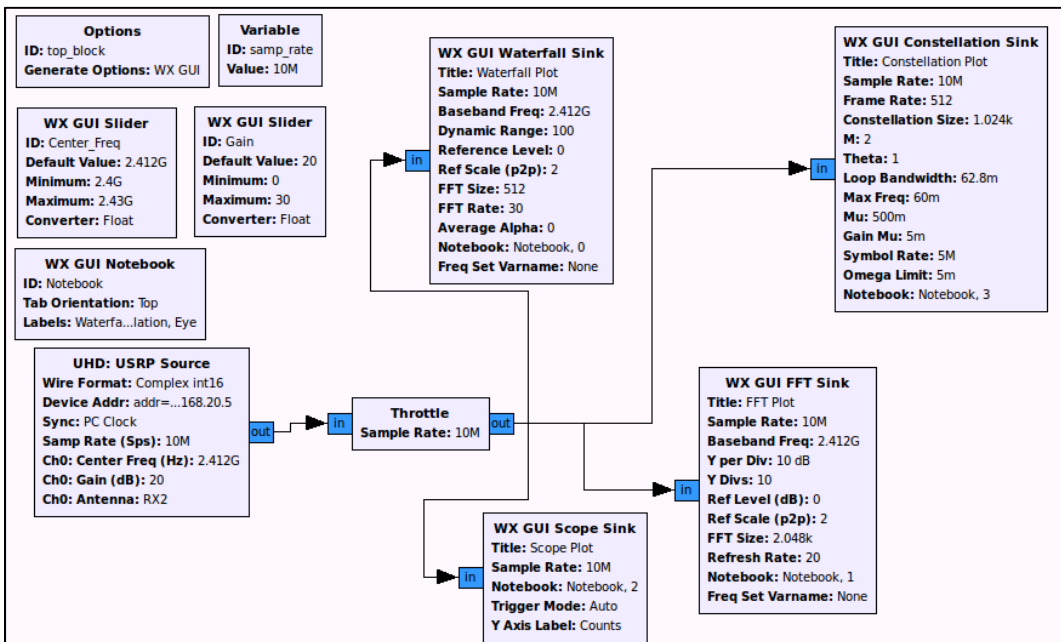 Options
ID: top_block
Generate Options: WX GUI
Variable
ID: samp_rate
Value: 10M
WX GUI Slider
ID: Center_Freq
Default Value: 2.412G
Minimum: 2.4G
Maximum: 2.43G
Converter: Float
WX GUI Slider
ID: Gain
Default Value: 20
Minimum: 0
Maximum: 30
Converter: Float
WX GUI Notebook
ID: Notebook
Tab Orientation: Top
Labels: Waterfa...lation, Eye
UHD: USRP Source
Wire Format: Complex int16
Device Addr: addr=...168.20.5
Sync: PC Clock
Samp Rate (Sps): 10M
Ch0: Center Freq (Hz): 2.412G
Ch0: Gain (dB): 20
Ch0: Antenna: RX2
out
in
Throttle
Sample Rate: 10M
out
WX GUI Waterfall Sink
Title: Waterfall Plot
Sample Rate: 10M
Baseband Freq: 2.412G
Dynamic Range: 100
Reference Level: 0
Ref Scale (p2p): 2
FFT Size: 512
FFT Rate: 30
Average Alpha: 0
Notebook: Notebook, 0
Freq Set Varname: None
in
WX GUI Constellation Sink
Title: Constellation Plot
Sample Rate: 10M
Frame Rate: 512
Constellation Size: 1.024k
M: 2
Theta: 1
Loop Bandwidth: 62.8m
Max Freq: 60m
Mu: 500m
Gain Mu: 5m
Symbol Rate: 5M
Omega Limit: 5m
Notebook: Notebook, 3
in
WX GUI FFT Sink
Title: FFT Plot
Sample Rate: 10M
Baseband Freq: 2.412G
Y per Div: 10 dB
Y Divs: 10
Ref Level (dB): 0
Ref Scale (p2p): 2
FFT Size: 2.048k
Refresh Rate: 20
Notebook: Notebook, 1
Freq Set Varname: None
in
WX GUI Scope Sink
Title: Scope Plot
Sample Rate: 10M
Notebook: Notebook, 2
Trigger Mode: Auto
Y Axis Label: Counts
in